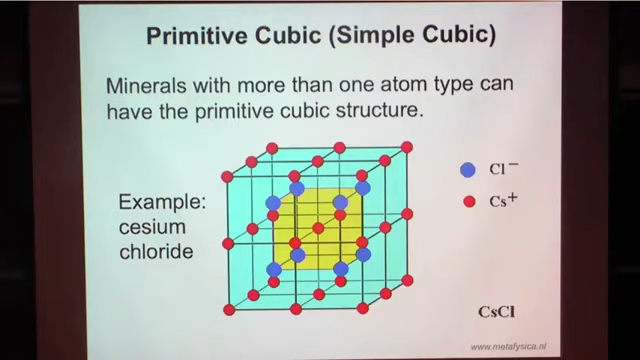 Primitive Cubic (Simple Cubic)
Minerals with more than one atom type can
have the primitive cubic structure.
Example:
cesium
chloride
Cl⁻
Cs⁺
CsCl
www.metafysica.nl